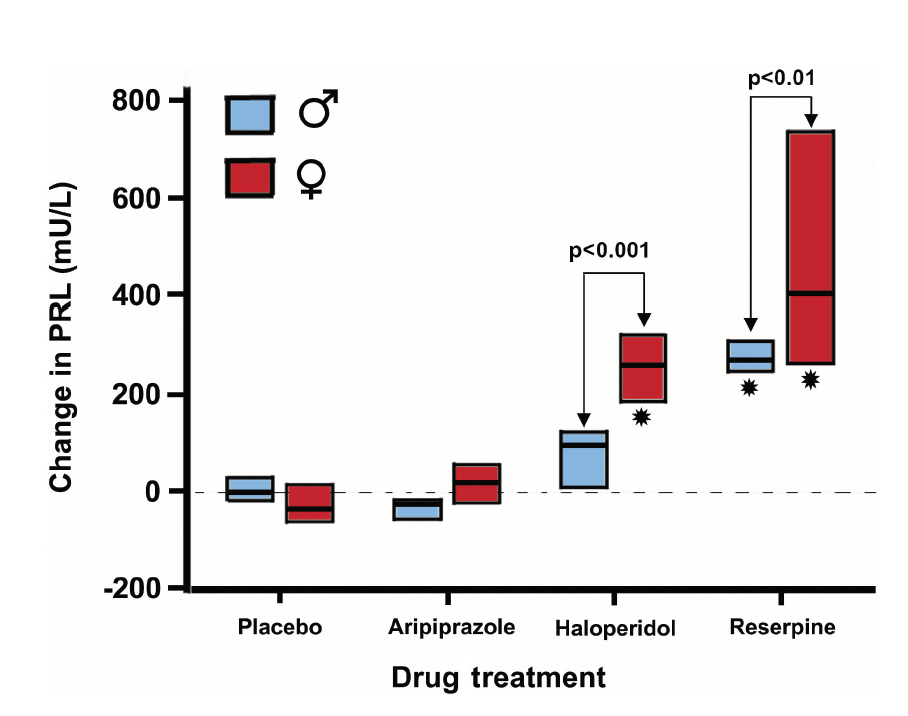 p<0.01
800
♂
♀
600
p<0.001
400
200
0
-200
Change in PRL (mU/L)
✷
✷
✷
Placebo Aripiprazole Haloperidol Reserpine
Drug treatment